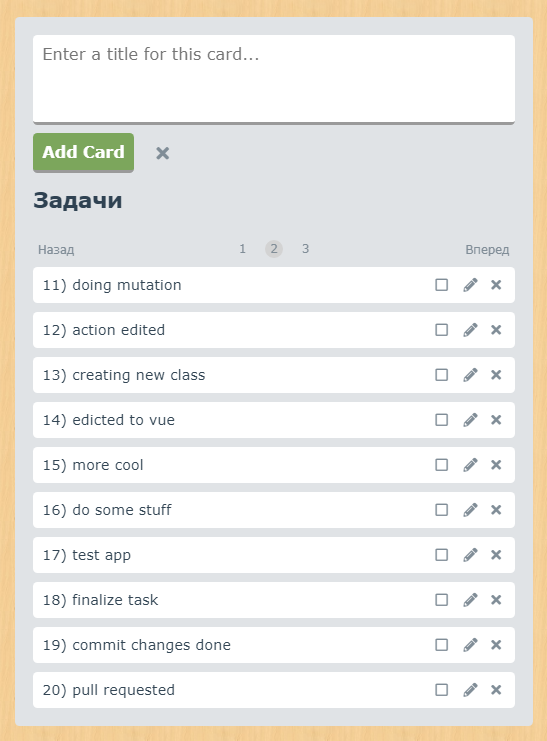 Enter a title for this card...
Add Card
Задачи
Назад 1 2 3 Вперед
11) doing mutation
12) action edited
13) creating new class
14) edicted to vue
15) more cool
16) do some stuff
17) test app
18) finalize task
19) commit changes done
20) pull requested